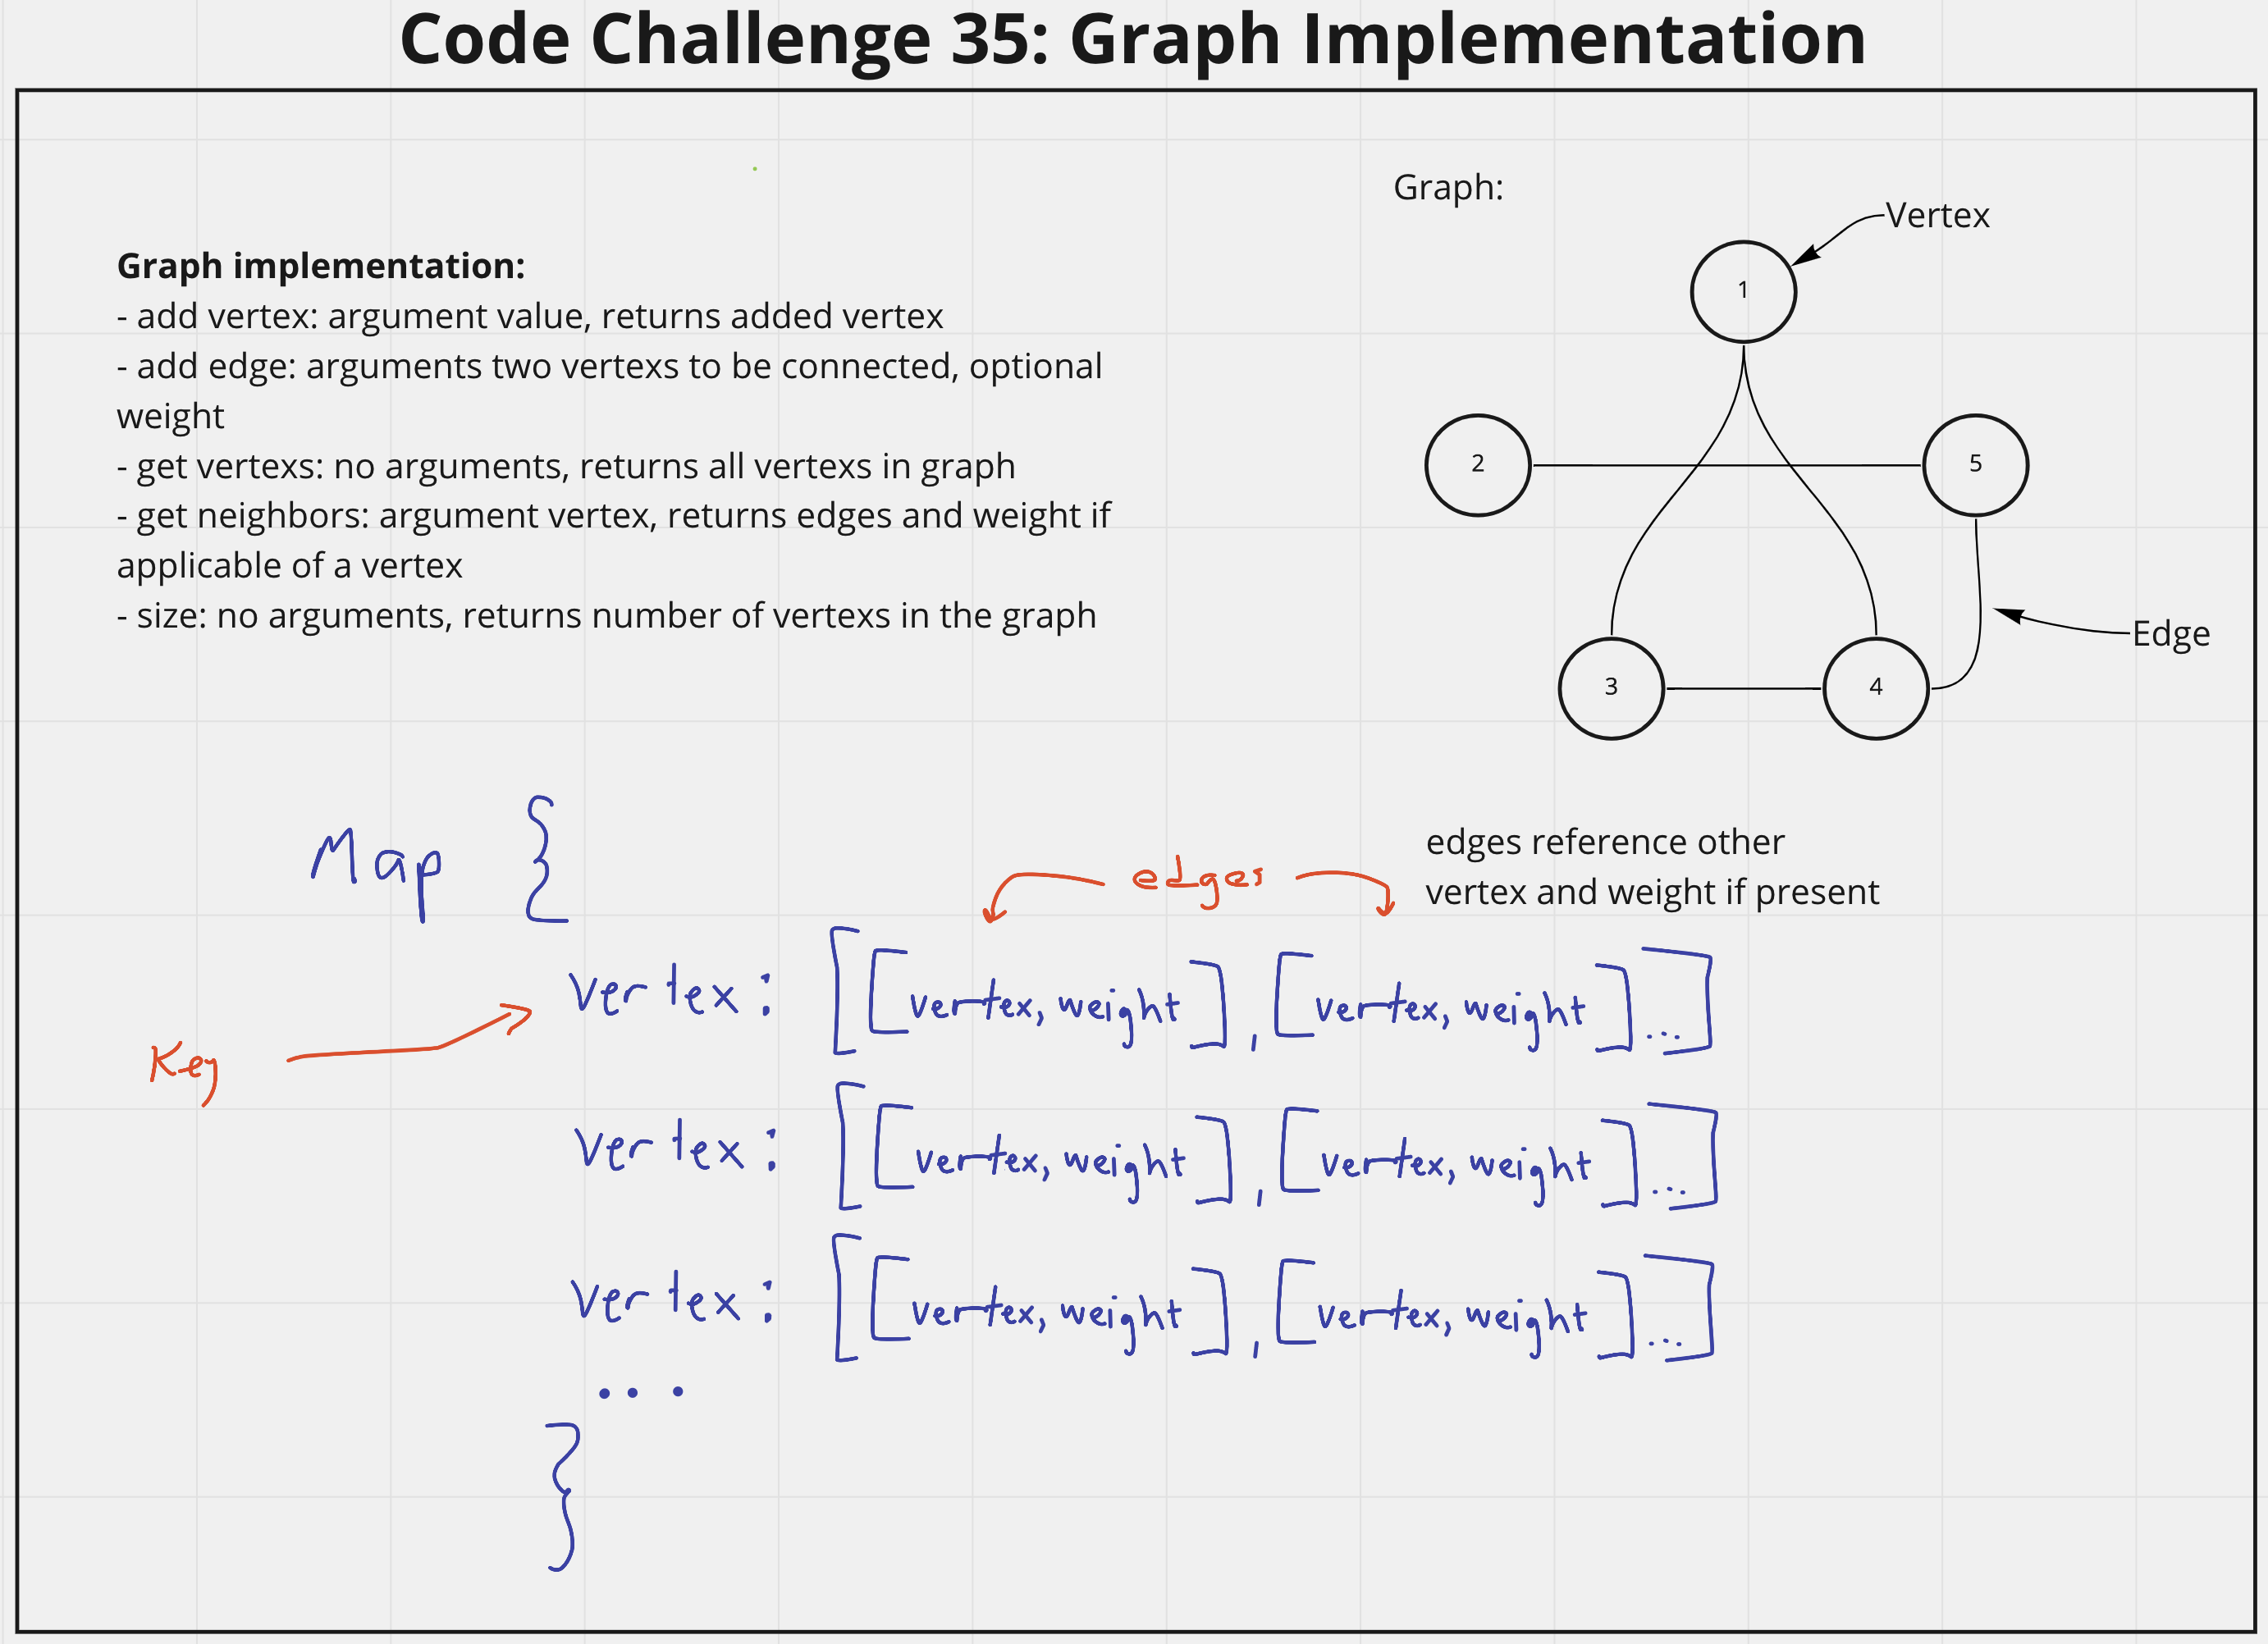 Code Challenge 35: Graph Implementation
Graph implementation:
- add vertex: argument value, returns added vertex
- add edge: arguments two vertexs to be connected, optional
weight
- get vertexs: no arguments, returns all vertexs in graph
- get neighbors: argument vertex, returns edges and weight if
applicable of a vertex
- size: no arguments, returns number of vertexs in the graph
Graph:
Vertex
1
2
5
3
4
Edge
edges reference other
vertex and weight if present
Map {
edges
Key
vertex: [[vertex, weight], [vertex, weight]...]
vertex: [[vertex, weight], [vertex, weight]...]
vertex: [[vertex, weight], [vertex, weight]...]
...
}